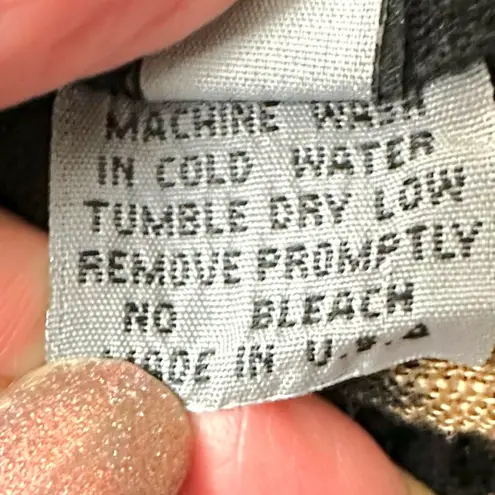 MACHINE WASH
IN COLD WATER
TUMBLE DRY LOW
REMOVE PROMPTLY
NO BLEACH
MADE IN U.S.A